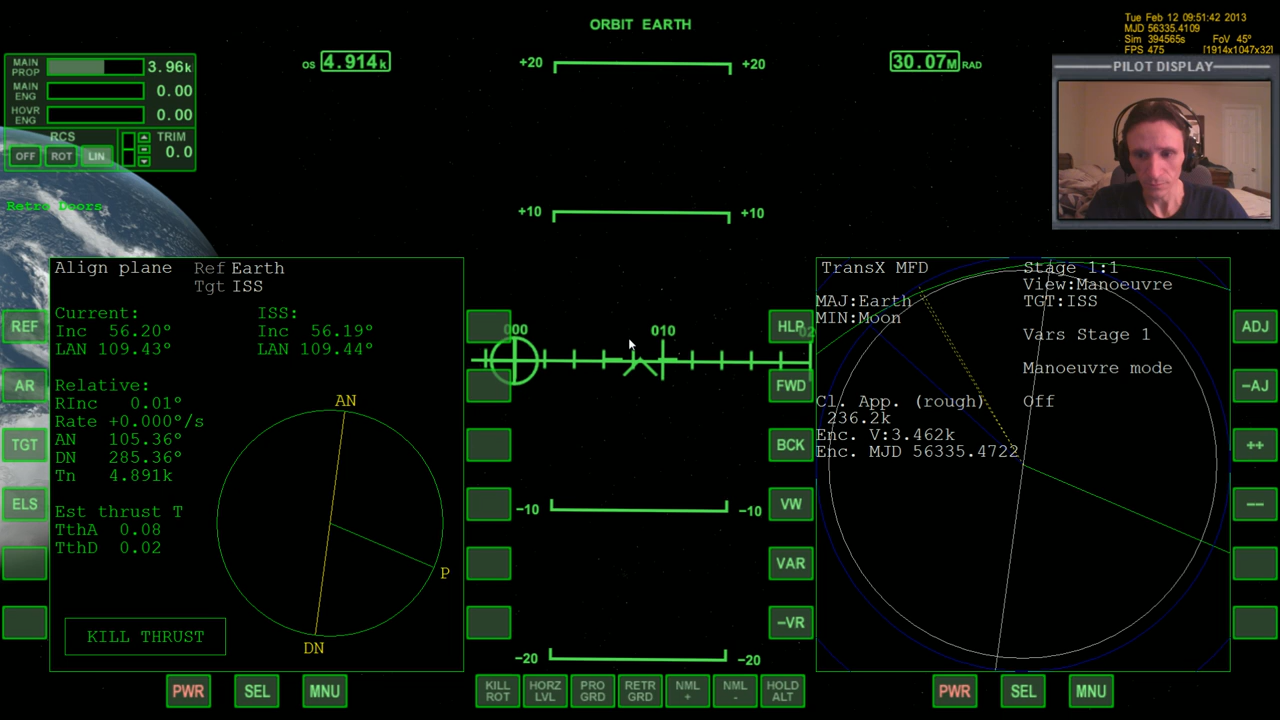 ORBIT EARTH
Tue Feb 12 09:51:42 2013
MJD 56335.4109
Sim 394565s FoV 45°
FPS 475 [1914x1047x32]
PILOT DISPLAY
MAIN PROP 3.96k
MAIN ENG 0.00
HOVR ENG 0.00
RCS TRIM
OFF ROT LIN 0.0
Retro Doors
OS 4.914k
30.07M RAD
+20 +20
+10 +10
000 010
-10 -10
-20 -20
Align plane Ref Earth
Tgt ISS
Current: ISS:
Inc 56.20° Inc 56.19°
LAN 109.43° LAN 109.44°
Relative:
RInc 0.01°
Rate +0.000°/s
AN 105.36°
DN 285.36°
Tn 4.891k
Est thrust T
TthA 0.08
TthD 0.02
AN
P
DN
KILL THRUST
REF
AR
TGT
ELS
PWR SEL MNU
KILL ROT
HORZ LVL
PRO GRD
RETR GRD
NML +
NML -
HOLD ALT
HLP
FWD
BCK
VW
VAR
-VR
TransX MFD Stage 1:1
View:Manoeuvre
MAJ:Earth TGT:ISS
MIN:Moon
Vars Stage 1
Manoeuvre mode
Cl. App. (rough) Off
236.2k
Enc. V:3.462k
Enc. MJD 56335.4722
ADJ
-AJ
++
--
PWR SEL MNU